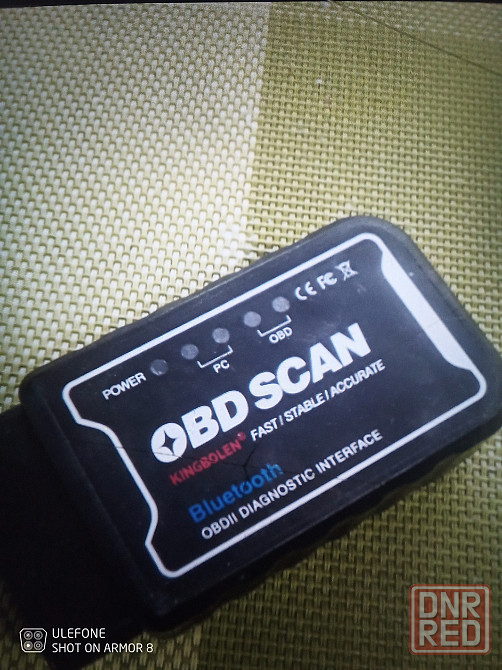 POWER
PC
OBD
CE FC
OBD SCAN
KINGBOLEN®
FAST / STABLE / ACCURATE
Bluetooth
OBDII DIAGNOSTIC INTERFACE
ULEFONE
SHOT ON ARMOR 8
DNR
RED